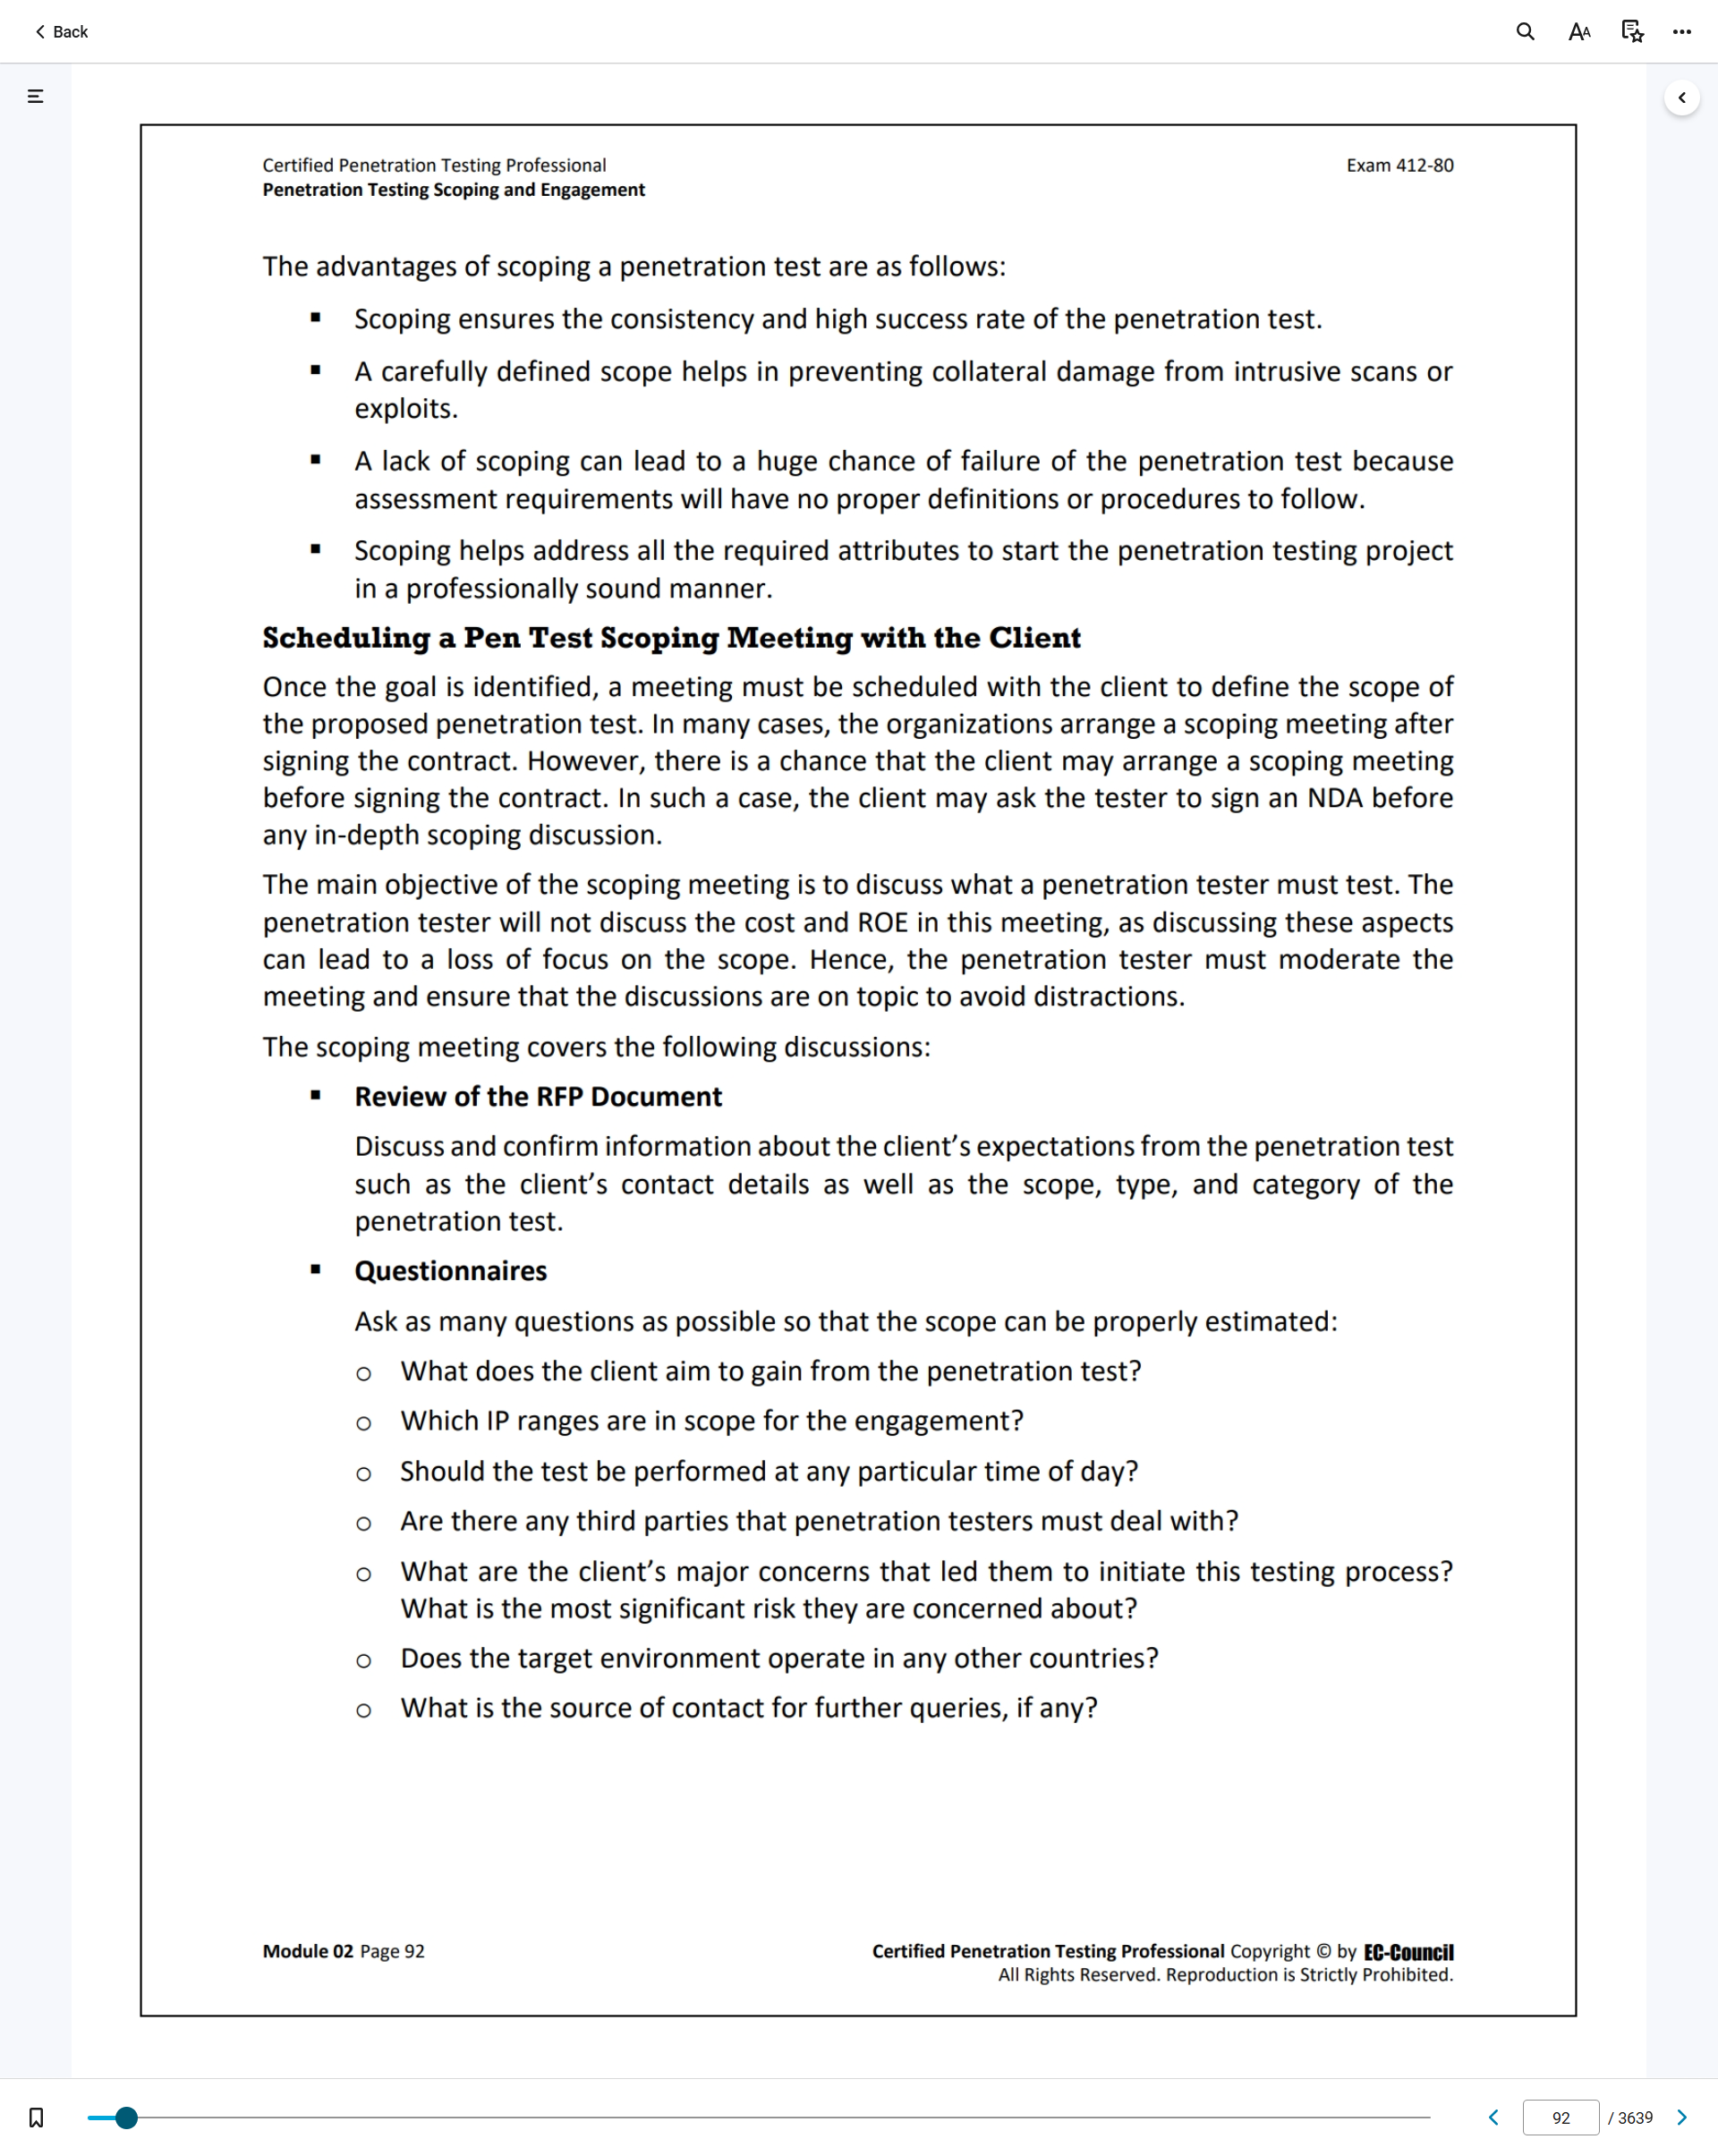 Back
Certified Penetration Testing Professional Exam 412-80
Penetration Testing Scoping and Engagement
The advantages of scoping a penetration test are as follows:
▪ Scoping ensures the consistency and high success rate of the penetration test.
▪ A carefully defined scope helps in preventing collateral damage from intrusive scans or
exploits.
▪ A lack of scoping can lead to a huge chance of failure of the penetration test because
assessment requirements will have no proper definitions or procedures to follow.
▪ Scoping helps address all the required attributes to start the penetration testing project
in a professionally sound manner.
Scheduling a Pen Test Scoping Meeting with the Client
Once the goal is identified, a meeting must be scheduled with the client to define the scope of
the proposed penetration test. In many cases, the organizations arrange a scoping meeting after
signing the contract. However, there is a chance that the client may arrange a scoping meeting
before signing the contract. In such a case, the client may ask the tester to sign an NDA before
any in-depth scoping discussion.
The main objective of the scoping meeting is to discuss what a penetration tester must test. The
penetration tester will not discuss the cost and ROE in this meeting, as discussing these aspects
can lead to a loss of focus on the scope. Hence, the penetration tester must moderate the
meeting and ensure that the discussions are on topic to avoid distractions.
The scoping meeting covers the following discussions:
▪ Review of the RFP Document
Discuss and confirm information about the client’s expectations from the penetration test
such as the client’s contact details as well as the scope, type, and category of the
penetration test.
▪ Questionnaires
Ask as many questions as possible so that the scope can be properly estimated:
o What does the client aim to gain from the penetration test?
o Which IP ranges are in scope for the engagement?
o Should the test be performed at any particular time of day?
o Are there any third parties that penetration testers must deal with?
o What are the client’s major concerns that led them to initiate this testing process?
What is the most significant risk they are concerned about?
o Does the target environment operate in any other countries?
o What is the source of contact for further queries, if any?
Module 02 Page 92 Certified Penetration Testing Professional Copyright © by EC-Council
All Rights Reserved. Reproduction is Strictly Prohibited.
92 / 3639